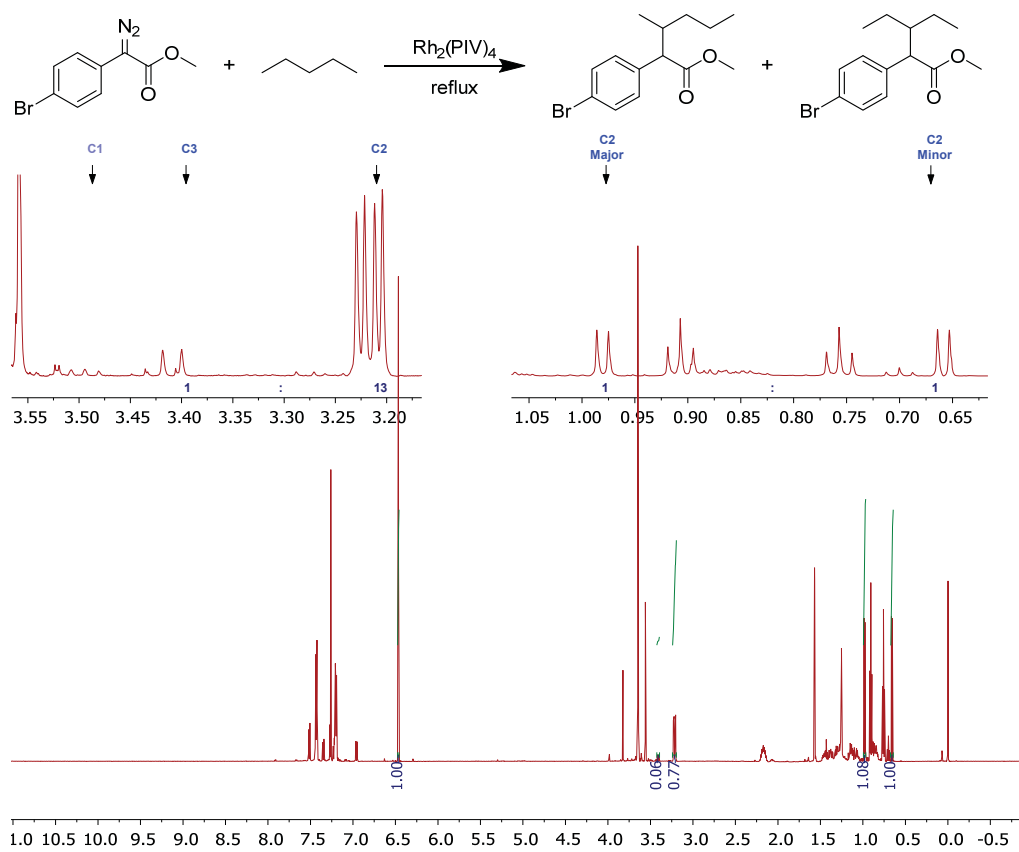 N2
O
O
Br
+
Rh2(PIV)4
reflux
O
O
Br
+
O
O
Br
C1
C3
C2
C2
Major
C2
Minor
1 : 13
1 : 1
3.55 3.50 3.45 3.40 3.35 3.30 3.25 3.20
1.05 1.00 0.95 0.90 0.85 0.80 0.75 0.70 0.65
1.00
0.06
0.77
1.08
1.00
1.0 10.5 10.0 9.5 9.0 8.5 8.0 7.5 7.0 6.5 6.0 5.5 5.0 4.5 4.0 3.5 3.0 2.5 2.0 1.5 1.0 0.5 0.0 -0.5